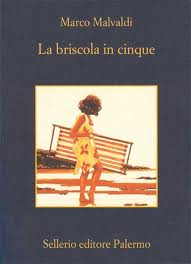 Marco Malvaldi
La briscola in cinque
Sellerio editore Palermo